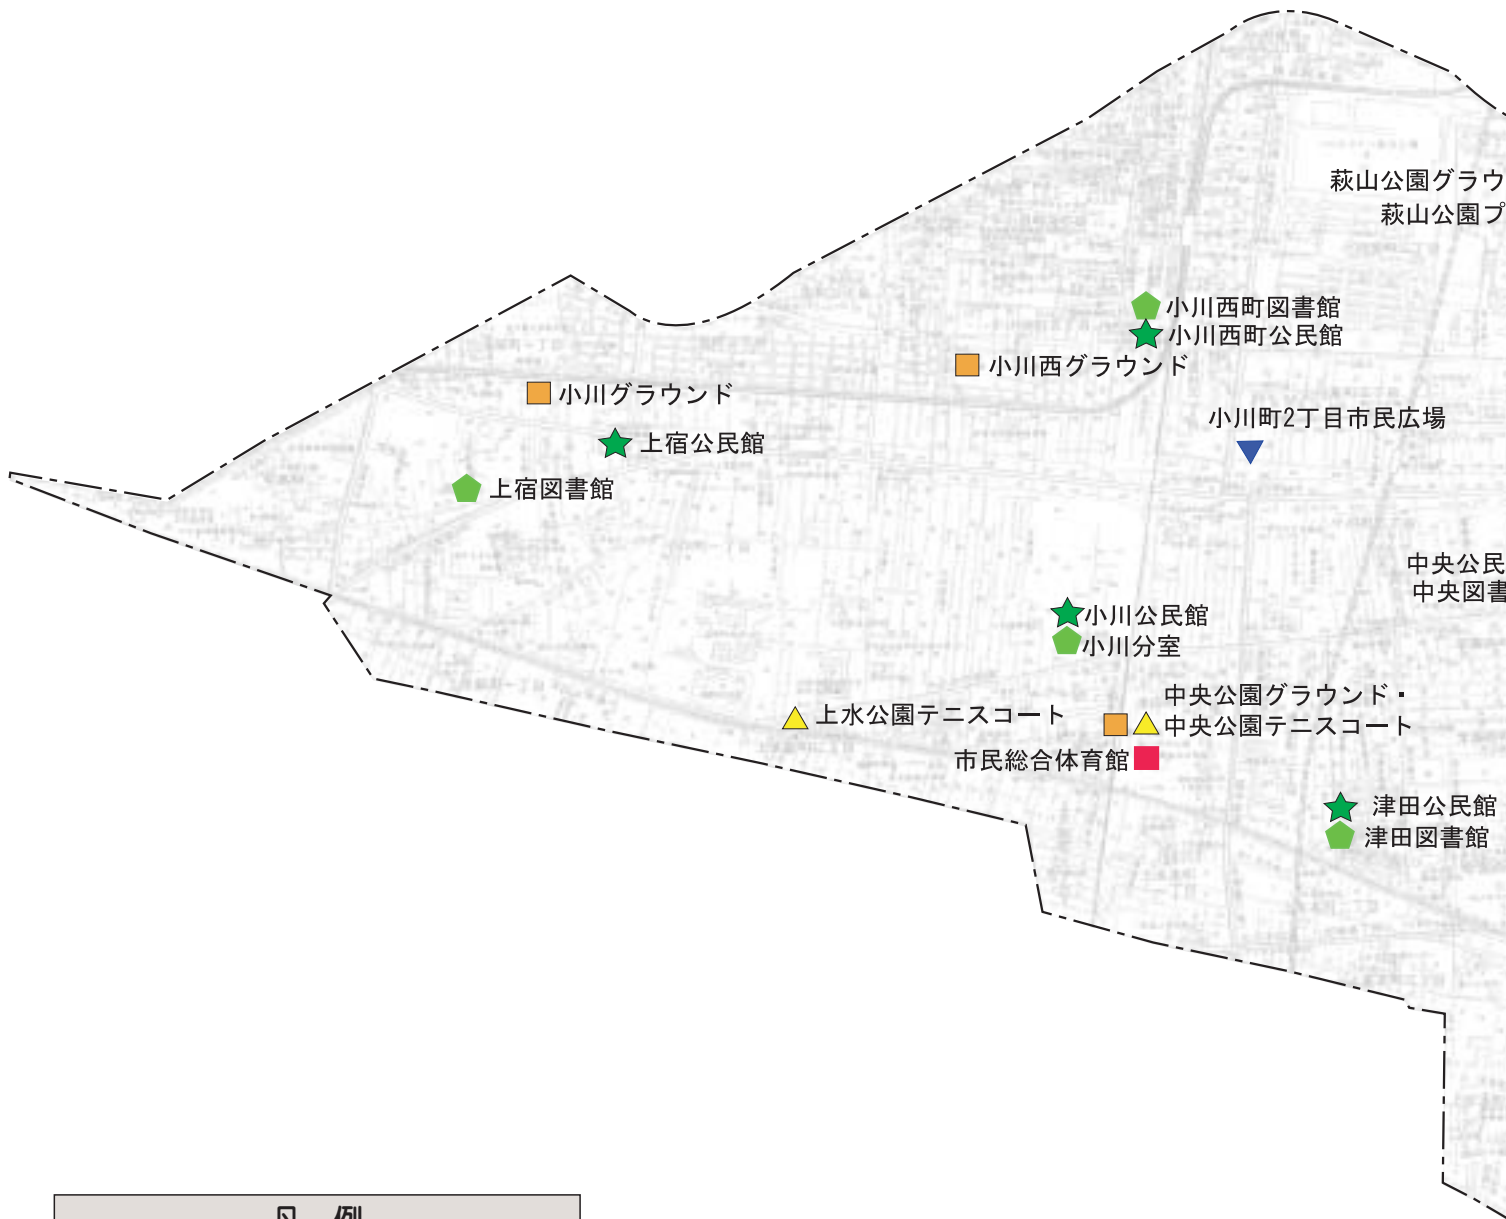 萩山公園グラウ
萩山公園プ
小川西町図書館
小川西町公民館
小川西グラウンド
小川グラウンド
小川町2丁目市民広場
上宿公民館
上宿図書館
中央公民
中央図書
小川公民館
小川分室
中央公園グラウンド・
中央公園テニスコート
上水公園テニスコート
市民総合体育館
津田公民館
津田図書館
凡 例